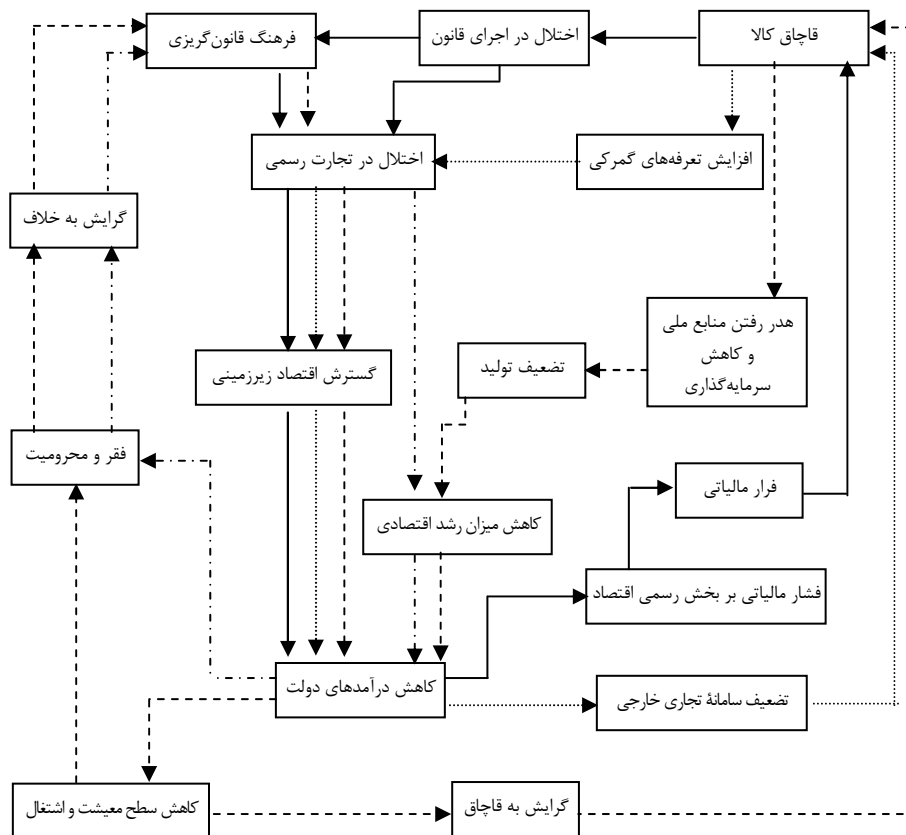 قاچاق کالا
اختلال در اجرای قانون
فرهنگ قانون‌گریزی
افزایش تعرفه‌های گمرکی
اختلال در تجارت رسمی
گرایش به خلاف
هدر رفتن منابع ملی
و کاهش
سرمایه‌گذاری
تضعیف تولید
گسترش اقتصاد زیرزمینی
فقر و محرومیت
فرار مالیاتی
کاهش میزان رشد اقتصادی
فشار مالیاتی بر بخش رسمی اقتصاد
کاهش درآمدهای دولت
تضعیف سامانهٔ تجاری خارجی
گرایش به قاچاق
کاهش سطح معیشت و اشتغال